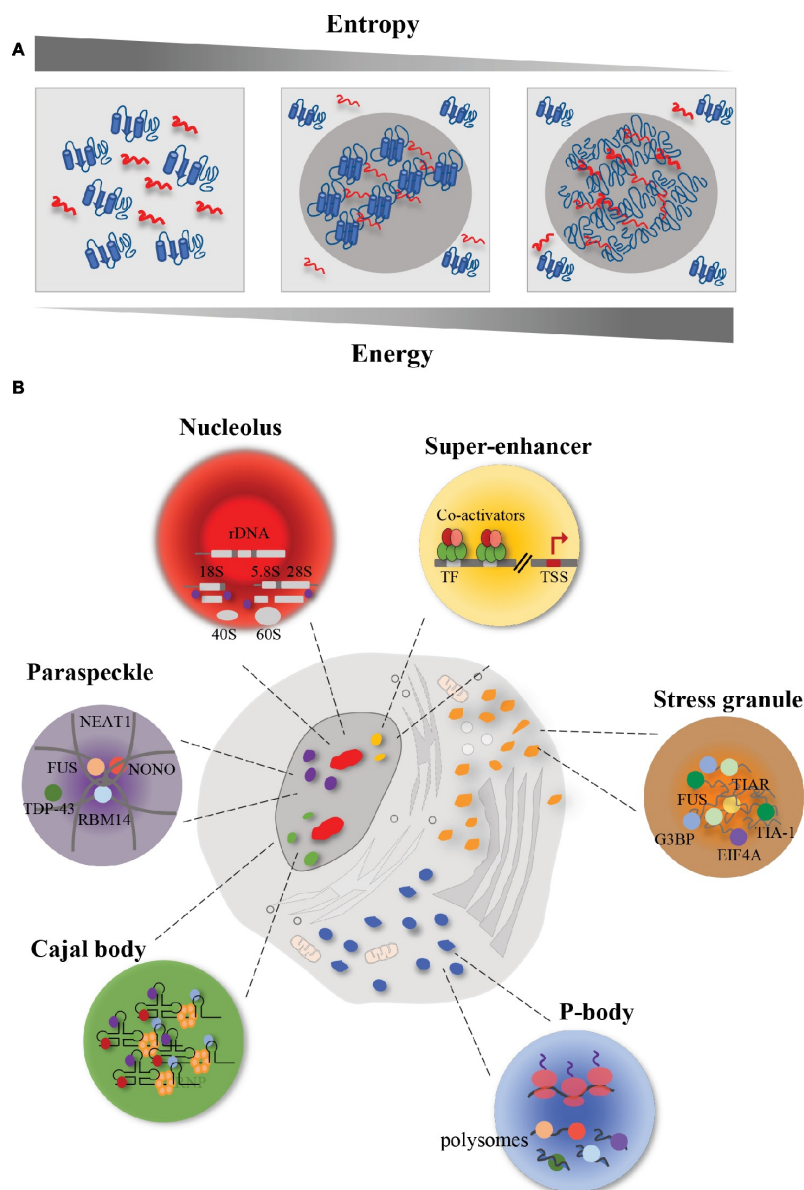 Entropy
A
Energy
B
Nucleolus
Super-enhancer
rDNA
18S 5.8S 28S
40S 60S
Co-activators
TF TSS
Paraspeckle
NEAT1
FUS NONO
TDP-43
RBM14
Stress granule
TIAR
FUS
G3BP TIA-1
EIF4A
Cajal body
RNP
P-body
polysomes